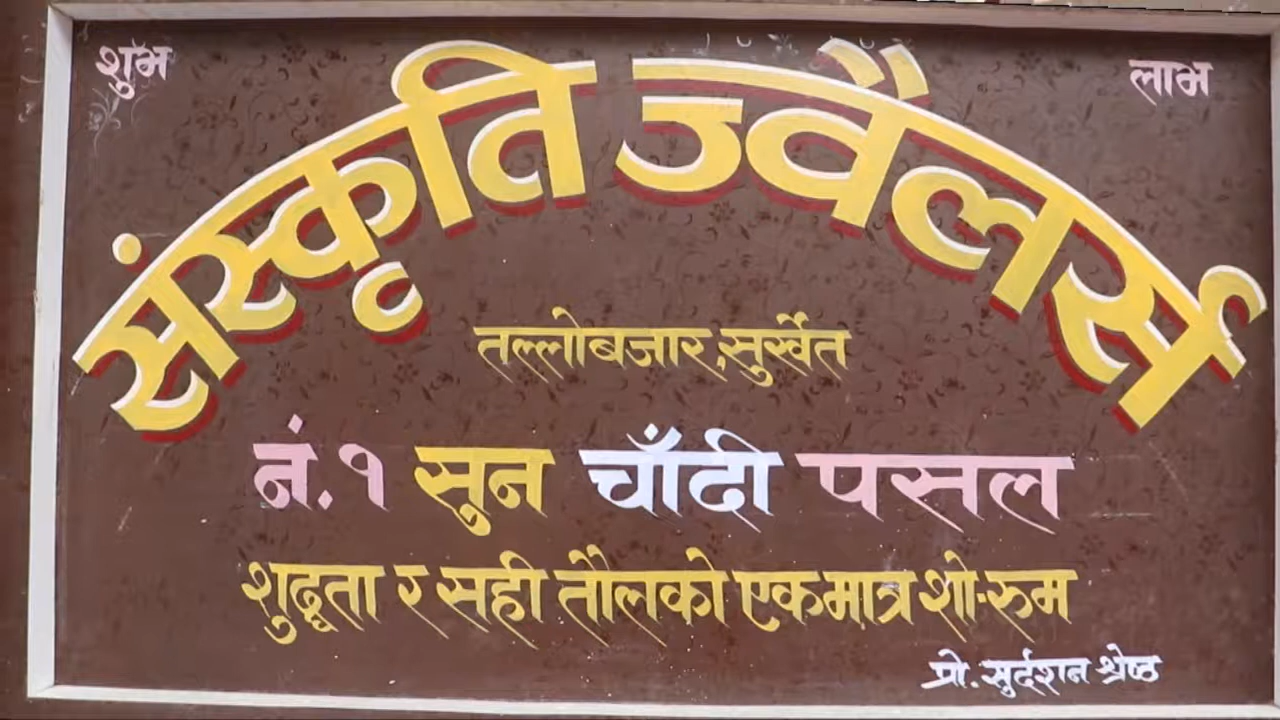 शुभ लाभ
संस्कृति ज्वैलर्स
तल्लोबजार,सुर्खेत
नं.१ सुन चाँदी पसल
शुद्धता र सही तौलको एकमात्र शो-रुम
प्रो. सुर्दशन श्रेष्ठ